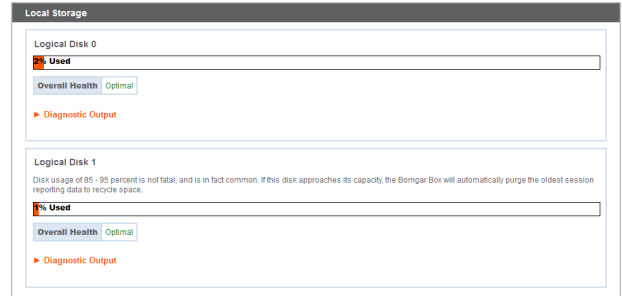 Local Storage
Logical Disk 0
2% Used
Overall Health Optimal
► Diagnostic Output
Logical Disk 1
Disk usage of 85 - 95 percent is not fatal, and is in fact common. If this disk approaches its capacity, the Bomgar Box will automatically purge the oldest session
reporting data to recycle space.
1% Used
Overall Health Optimal
► Diagnostic Output